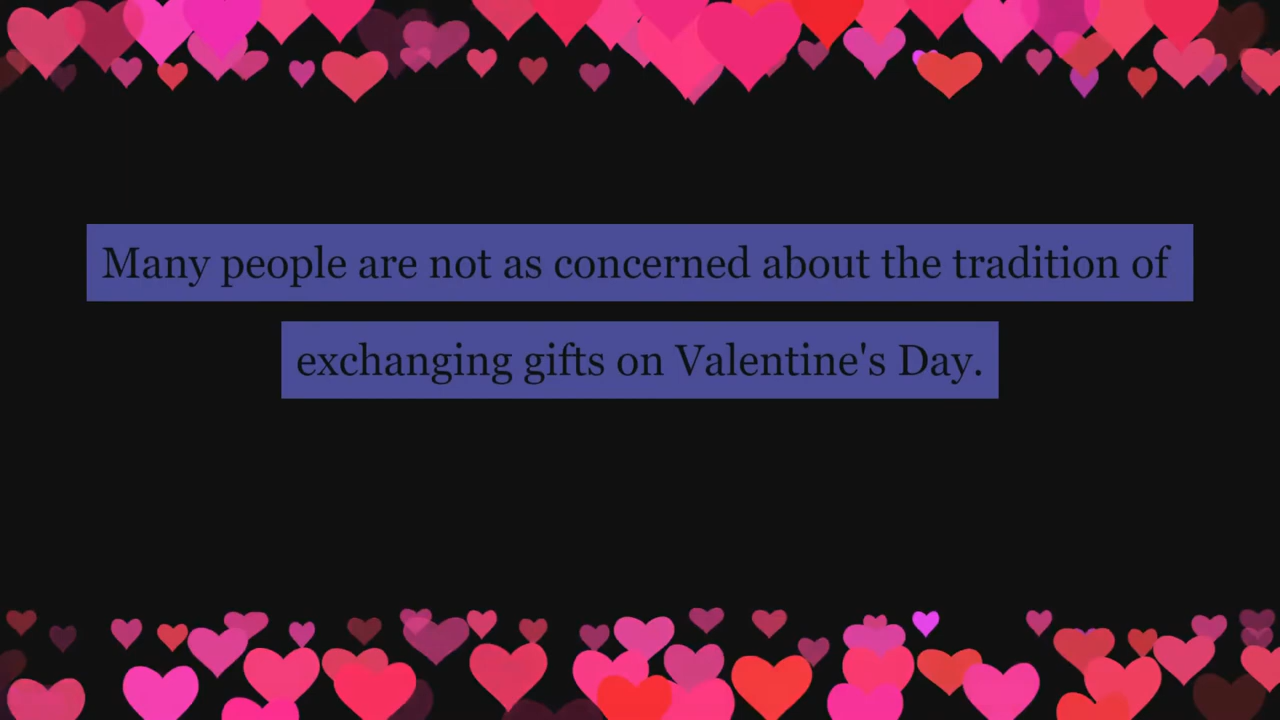 Many people are not as concerned about the tradition of
exchanging gifts on Valentine's Day.